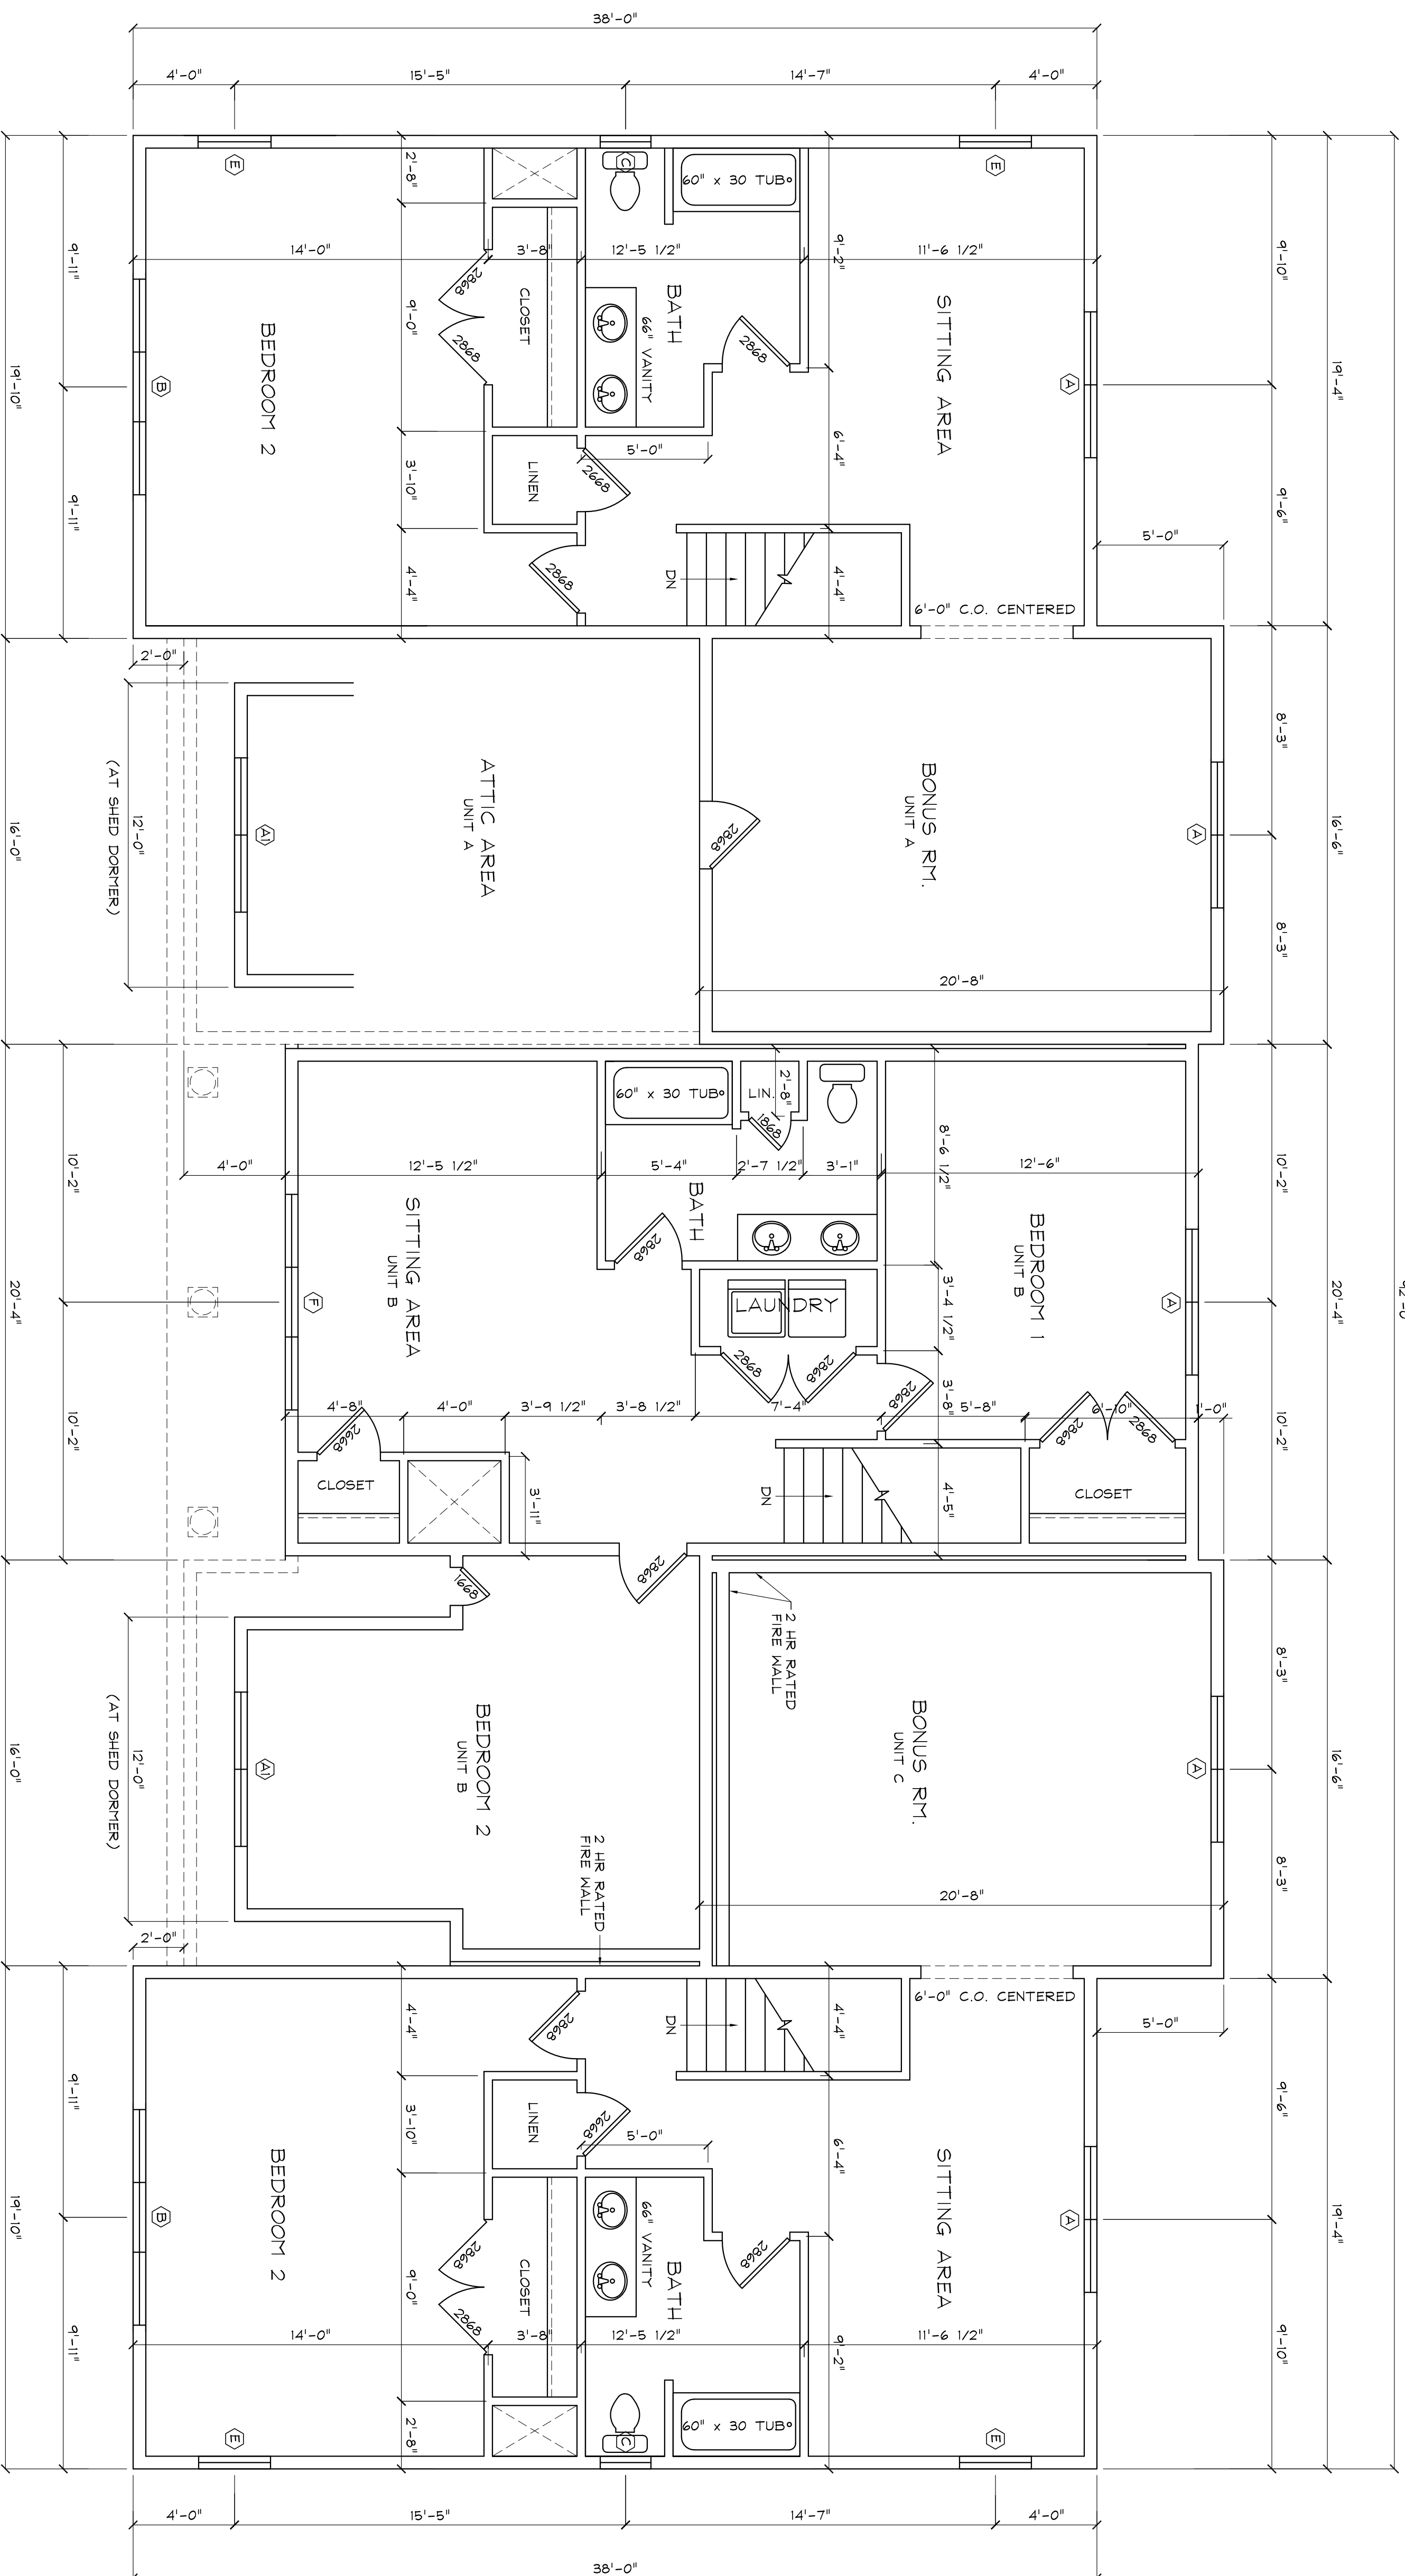 38'-0"
4'-0"
15'-5"
14'-7"
4'-0"
E
C
E
60" x 30 TUB
2'-8"
9'-11"
14'-0"
3'-8"
12'-5 1/2"
9'-2"
11'-6 1/2"
9'-10"
2868
CLOSET
BATH
66" VANITY
SITTING AREA
9'-0"
2868
2868
BEDROOM 2
19'-10"
B
A
19'-4"
5'-0"
6'-4"
3'-10"
LINEN
2668
9'-11"
9'-6"
5'-0"
4'-4"
2868
DN
4'-4"
6'-0" C.O. CENTERED
2'-0"
8'-3"
(AT SHED DORMER)
12'-0"
A1
ATTIC AREA
UNIT A
2868
BONUS RM.
UNIT A
A
16'-0"
16'-6"
8'-3"
20'-8"
60" x 30 TUB
LIN.
2'-8"
1868
8'-6 1/2"
10'-2"
4'-0"
12'-5 1/2"
5'-4"
2'-7 1/2"
3'-1"
12'-6"
10'-2"
BATH
SITTING AREA
UNIT B
2868
BEDROOM 1
UNIT B
20'-4"
F
LAUNDRY
3'-4 1/2"
A
20'-4"
92'-0"
2868
2868
2868
3'-8"
4'-8"
4'-0"
3'-9 1/2"
3'-8 1/2"
7'-4"
5'-8"
6'-10"
1'-0"
10'-2"
2668
2868
2868
10'-2"
CLOSET
3'-11"
DN
4'-5"
CLOSET
1668
2868
2 HR RATED
FIRE WALL
8'-3"
(AT SHED DORMER)
12'-0"
A1
BEDROOM 2
UNIT B
BONUS RM.
UNIT C
A
16'-0"
16'-6"
2 HR RATED
FIRE WALL
20'-8"
8'-3"
2'-0"
6'-0" C.O. CENTERED
4'-4"
2868
DN
4'-4"
5'-0"
9'-11"
3'-10"
LINEN
2668
5'-0"
6'-4"
9'-6"
BEDROOM 2
B
66" VANITY
SITTING AREA
A
19'-10"
19'-4"
2868
CLOSET
BATH
2868
9'-0"
2868
9'-11"
14'-0"
3'-8"
12'-5 1/2"
9'-2"
11'-6 1/2"
9'-10"
2'-8"
60" x 30 TUB
E
C
E
4'-0"
15'-5"
14'-7"
4'-0"
38'-0"